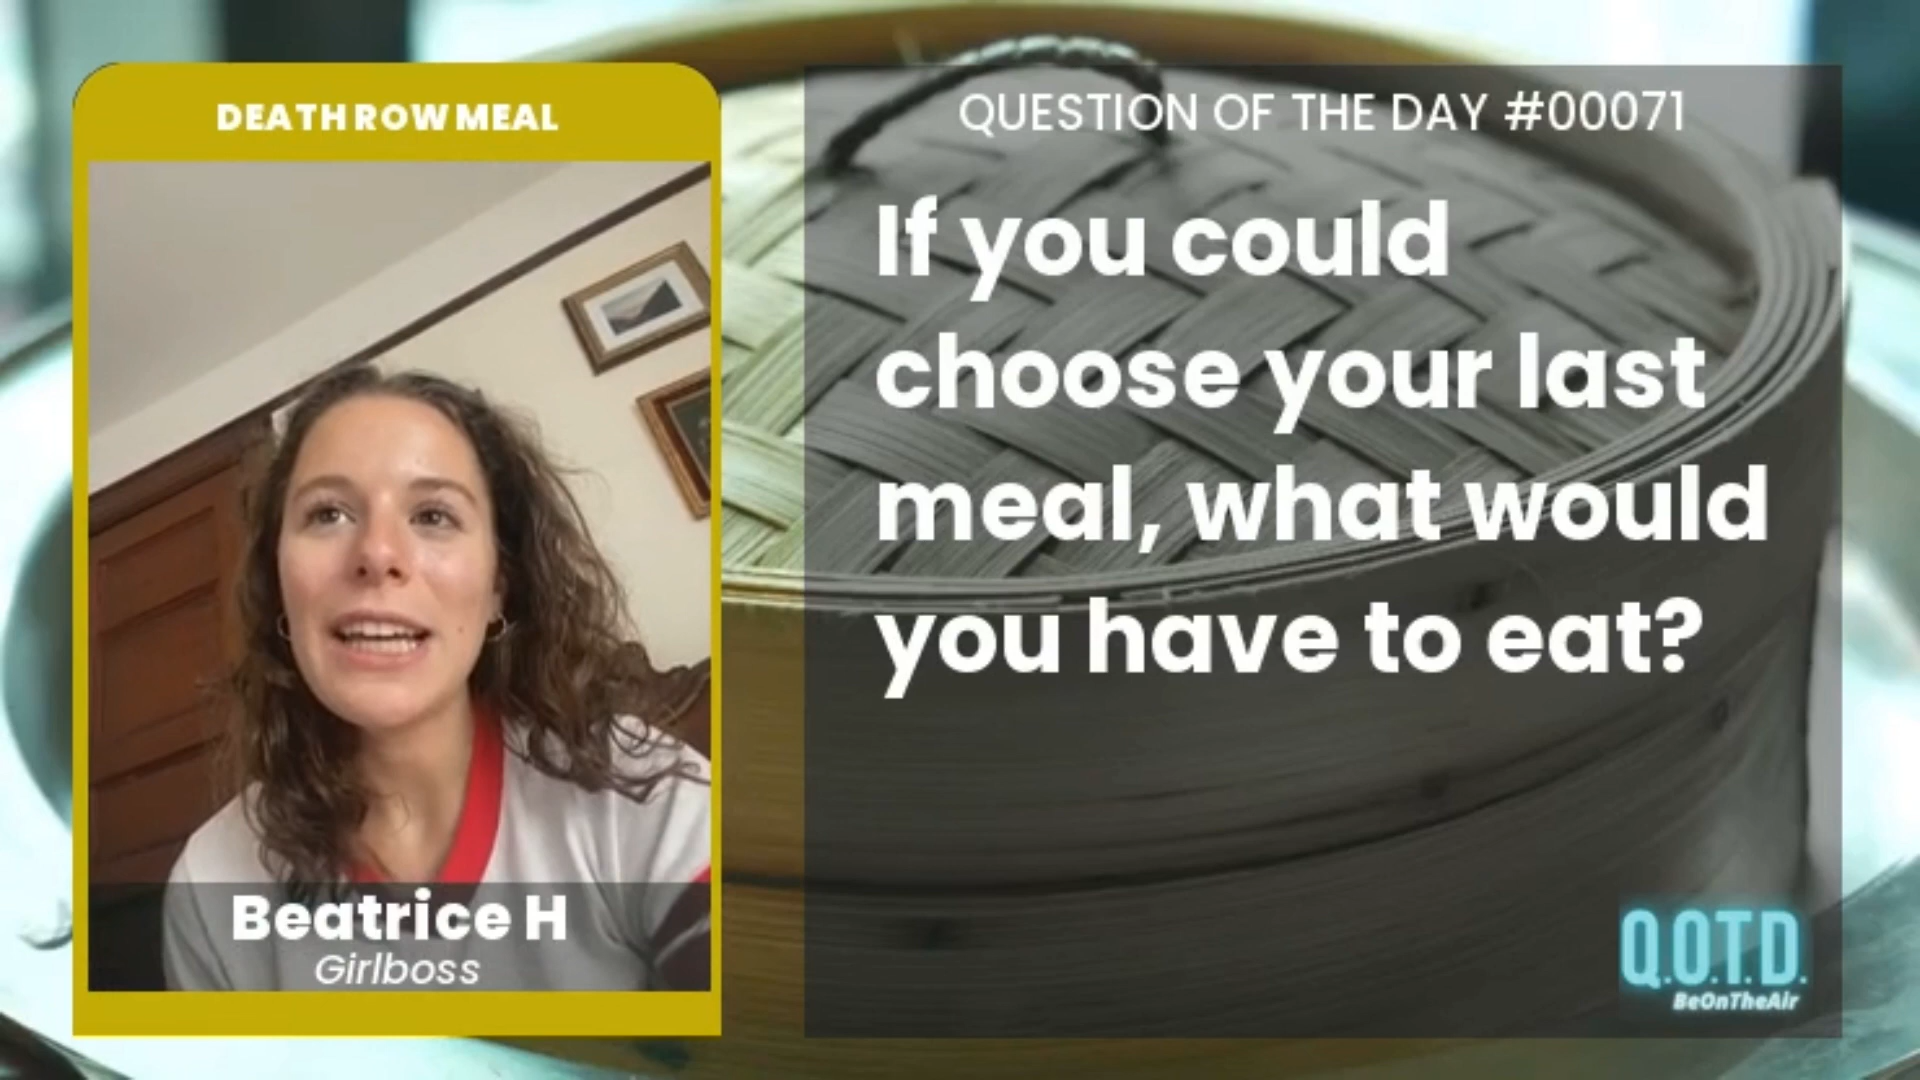 DEATH ROW MEAL
Beatrice H
Girlboss
QUESTION OF THE DAY #00071
If you could
choose your last
meal, what would
you have to eat?
Q.O.T.D.
BeOnTheAir